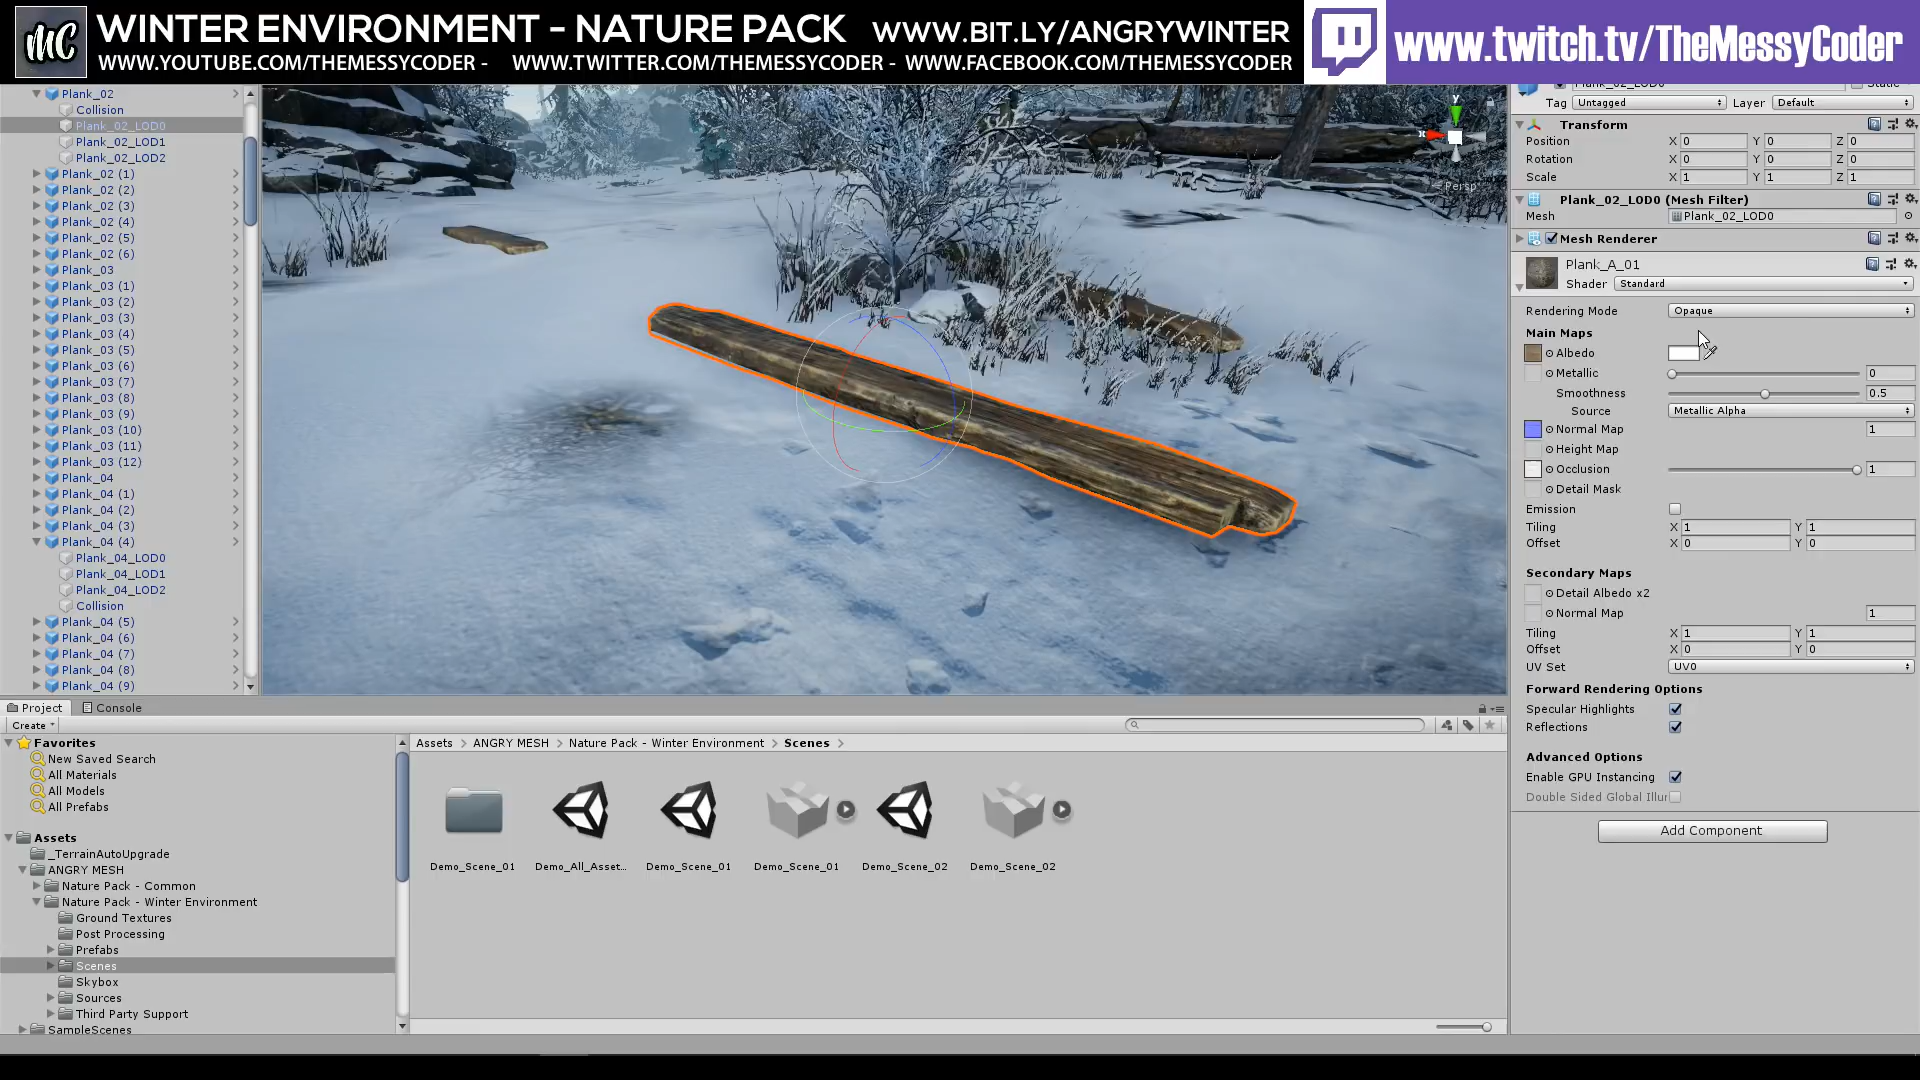 MC
WINTER ENVIRONMENT - NATURE PACK
WWW.BIT.LY/ANGRYWINTER
WWW.YOUTUBE.COM/THEMESSYCODER -
WWW.TWITTER.COM/THEMESSYCODER -
WWW.FACEBOOK.COM/THEMESSYCODER
www.twitch.tv/TheMessyCoder
Plank_02
Collision
Plank_02_LOD0
Plank_02_LOD1
Plank_02_LOD2
Plank_02 (1)
Plank_02 (2)
Plank_02 (3)
Plank_02 (4)
Plank_02 (5)
Plank_02 (6)
Plank_03
Plank_03 (1)
Plank_03 (2)
Plank_03 (3)
Plank_03 (4)
Plank_03 (5)
Plank_03 (6)
Plank_03 (7)
Plank_03 (8)
Plank_03 (9)
Plank_03 (10)
Plank_03 (11)
Plank_03 (12)
Plank_04
Plank_04 (1)
Plank_04 (2)
Plank_04 (3)
Plank_04 (4)
Plank_04_LOD0
Plank_04_LOD1
Plank_04_LOD2
Collision
Plank_04 (5)
Plank_04 (6)
Plank_04 (7)
Plank_04 (8)
Plank_04 (9)
y
x
Persp
Plank_02_LOD0
Static
Tag Untagged Layer Default
Transform
Position X 0 Y 0 Z 0
Rotation X 0 Y 0 Z 0
Scale X 1 Y 1 Z 1
Plank_02_LOD0 (Mesh Filter)
Mesh Plank_02_LOD0
Mesh Renderer
Plank_A_01
Shader Standard
Rendering Mode Opaque
Main Maps
Albedo
Metallic 0
Smoothness 0.5
Source Metallic Alpha
Normal Map 1
Height Map
Occlusion 1
Detail Mask
Emission
Tiling X 1 Y 1
Offset X 0 Y 0
Secondary Maps
Detail Albedo x2
Normal Map 1
Tiling X 1 Y 1
Offset X 0 Y 0
UV Set UV0
Forward Rendering Options
Specular Highlights
Reflections
Advanced Options
Enable GPU Instancing
Double Sided Global Illur
Add Component
Project Console
Create
Favorites
New Saved Search
All Materials
All Models
All Prefabs
Assets
_TerrainAutoUpgrade
ANGRY MESH
Nature Pack - Common
Nature Pack - Winter Environment
Ground Textures
Post Processing
Prefabs
Scenes
Skybox
Sources
Third Party Support
SampleScenes
Assets > ANGRY MESH > Nature Pack - Winter Environment > Scenes >
Demo_Scene_01
Demo_All_Asset...
Demo_Scene_01
Demo_Scene_01
Demo_Scene_02
Demo_Scene_02